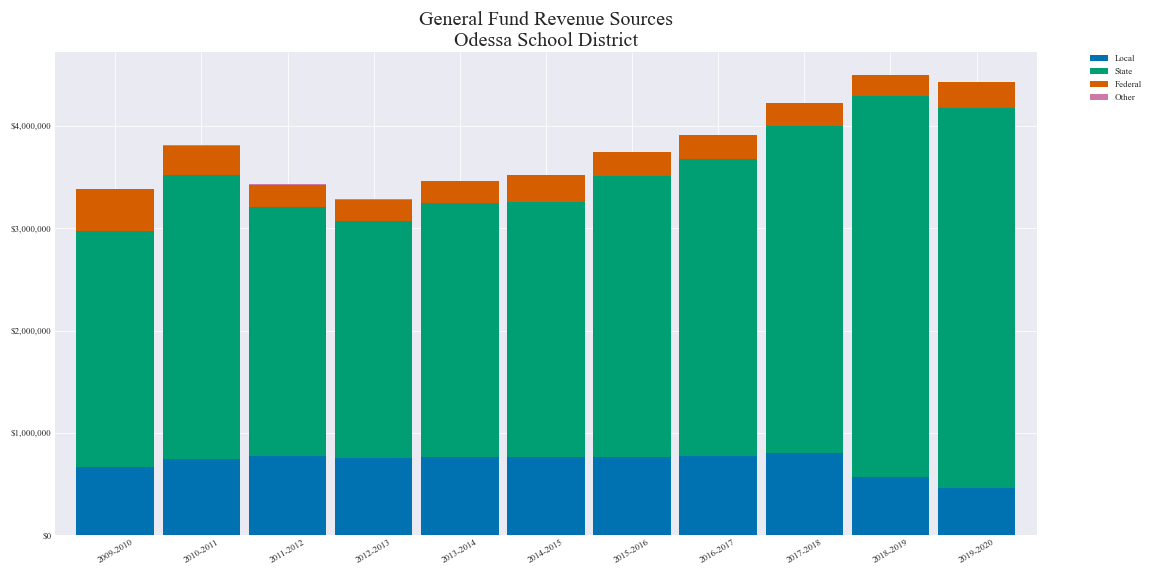 General Fund Revenue Sources
Odessa School District
Local
State
Federal
Other
$4,000,000
$3,000,000
$2,000,000
$1,000,000
$0
2009-2010
2010-2011
2011-2012
2012-2013
2013-2014
2014-2015
2015-2016
2016-2017
2017-2018
2018-2019
2019-2020